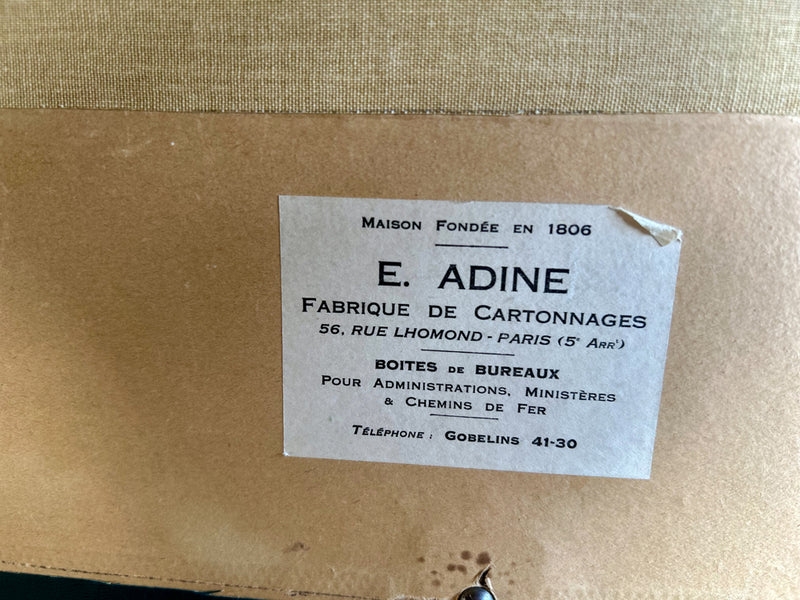 Maison Fondée en 1806
E. ADINE
Fabrique de Cartonnages
56, RUE LHOMOND - PARIS (5e Arrt)
BOITES DE BUREAUX
Pour Administrations, Ministères
& Chemins de Fer
Téléphone : Gobelins 41-30